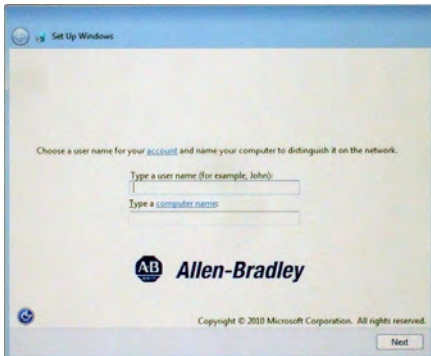 Set Up Windows
Choose a user name for your account and name your computer to distinguish it on the network.
Type a user name (for example, John):
Type a computer name:
AB
Allen-Bradley
Copyright © 2010 Microsoft Corporation. All rights reserved.
Next